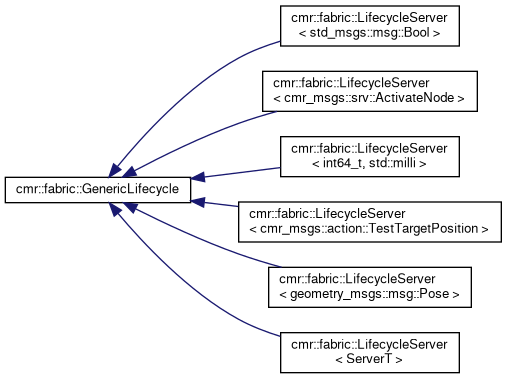 cmr::fabric::LifecycleServer
< std_msgs::msg::Bool >
cmr::fabric::LifecycleServer
< cmr_msgs::srv::ActivateNode >
cmr::fabric::LifecycleServer
< int64_t, std::milli >
cmr::fabric::GenericLifecycle
cmr::fabric::LifecycleServer
< cmr_msgs::action::TestTargetPosition >
cmr::fabric::LifecycleServer
< geometry_msgs::msg::Pose >
cmr::fabric::LifecycleServer
< ServerT >